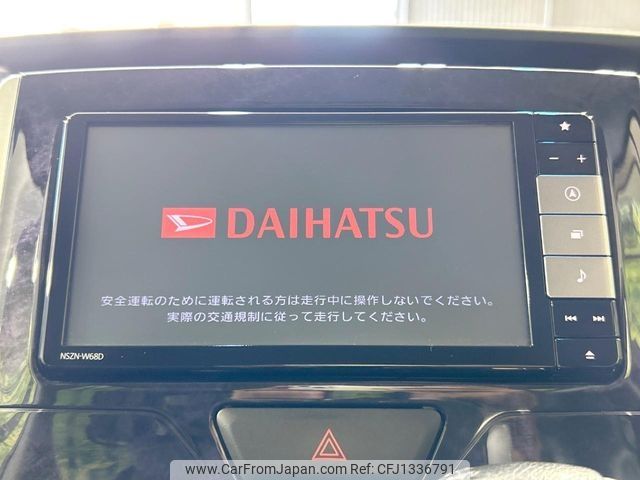 DAIHATSU
安全運転のために運転される方は走行中に操作しないでください。
実際の交通規制に従って走行してください。
NSZN-W68D
www.CarFromJapan.com - CFJ1336791